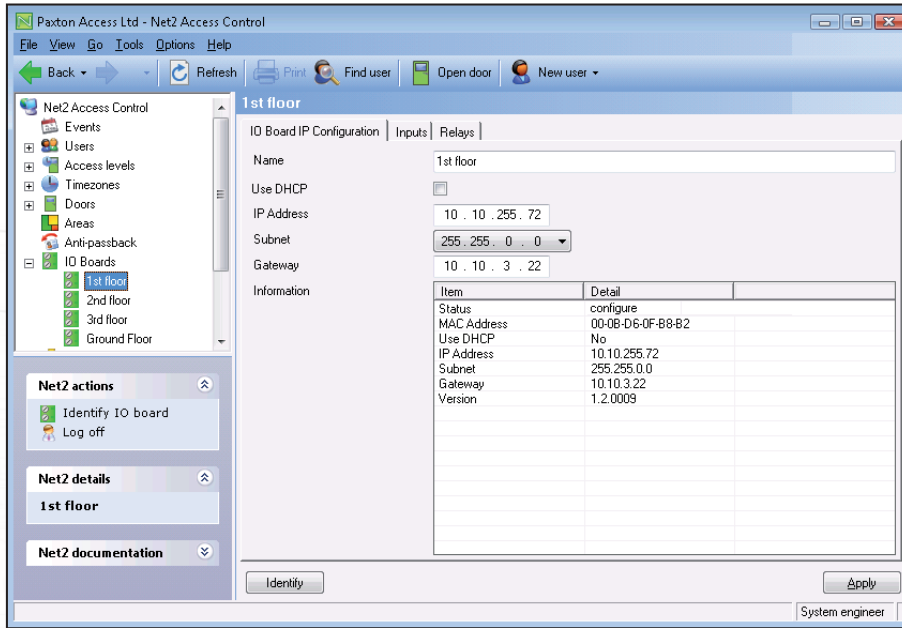 Paxton Access Ltd - Net2 Access Control
File View Go Tools Options Help
Back Refresh Print Find user Open door New user
Net2 Access Control
Events
Users
Access levels
Timezones
Doors
Areas
Anti-passback
IO Boards
1st floor
2nd floor
3rd floor
Ground Floor
Net2 actions
Identify IO board
Log off
Net2 details
1st floor
Net2 documentation
1st floor
IO Board IP Configuration Inputs Relays
Name 1st floor
Use DHCP
IP Address 10 . 10 . 255 . 72
Subnet 255 . 255 . 0 . 0
Gateway 10 . 10 . 3 . 22
Information
Item Detail
Status configure
MAC Address 00-0B-D6-0F-B8-B2
Use DHCP No
IP Address 10.10.255.72
Subnet 255.255.0.0
Gateway 10.10.3.22
Version 1.2.0009
Identify Apply
System engineer